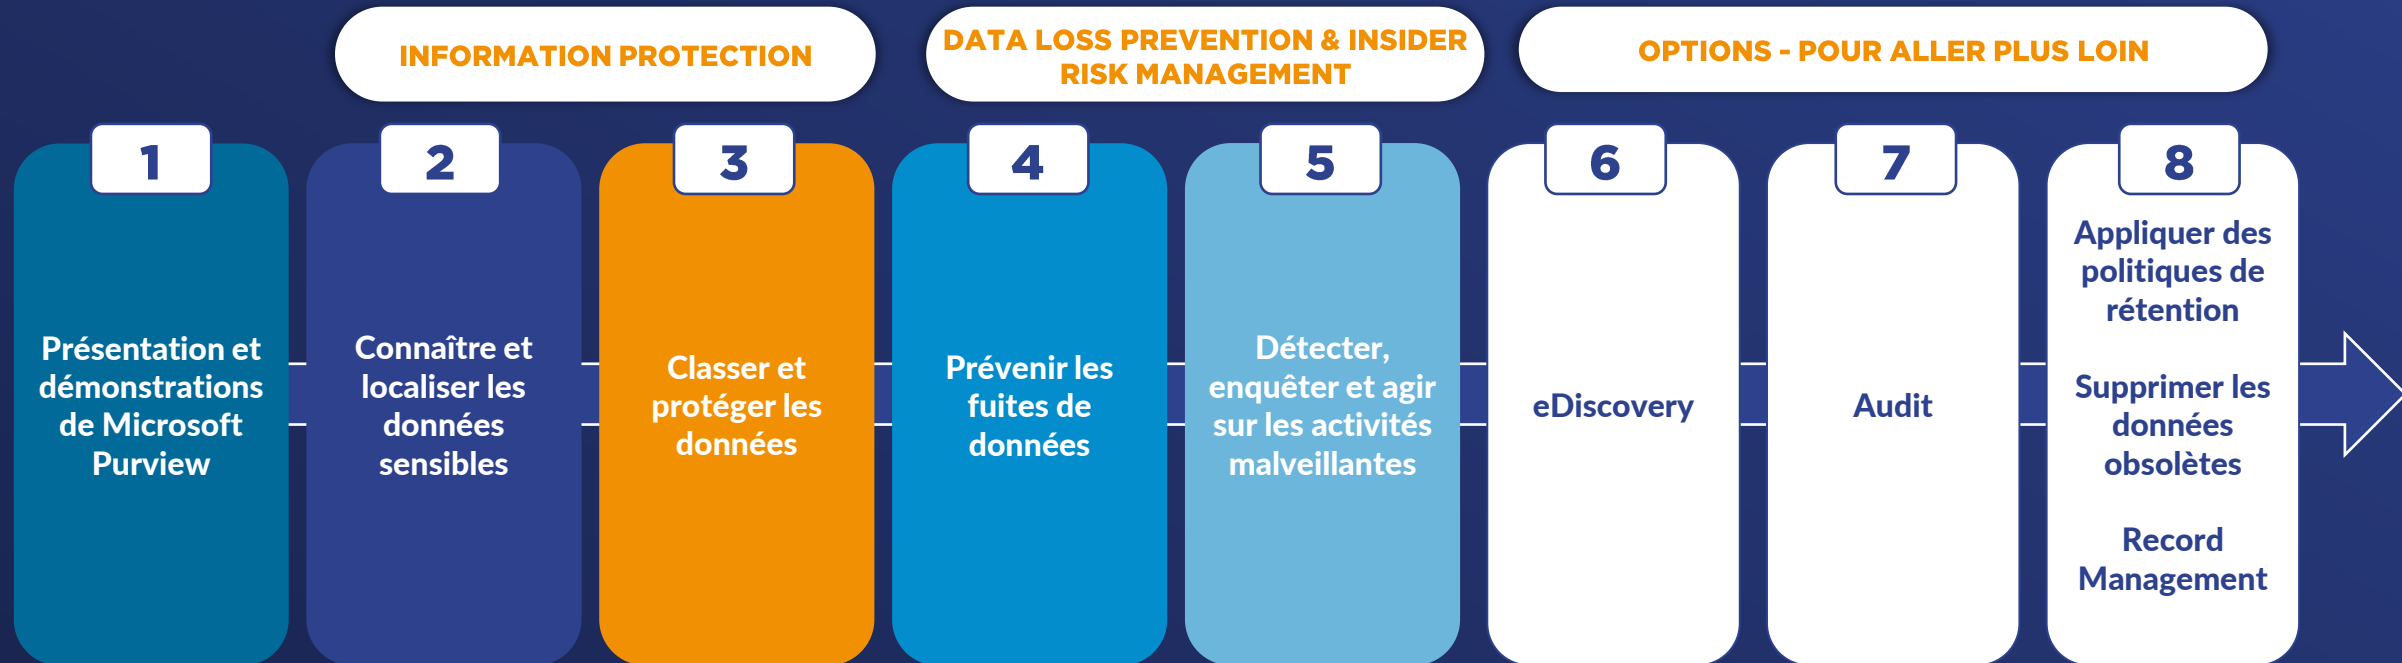 INFORMATION PROTECTION
DATA LOSS PREVENTION & INSIDER
RISK MANAGEMENT
OPTIONS - POUR ALLER PLUS LOIN
1
Présentation et
démonstrations
de Microsoft
Purview
2
Connaître et
localiser les
données
sensibles
3
Classer et
protéger les
données
4
Prévenir les
fuites de
données
5
Détecter,
enquêter et agir
sur les activités
malveillantes
6
eDiscovery
7
Audit
8
Appliquer des
politiques de
rétention
Supprimer les
données
obsolètes
Record
Management